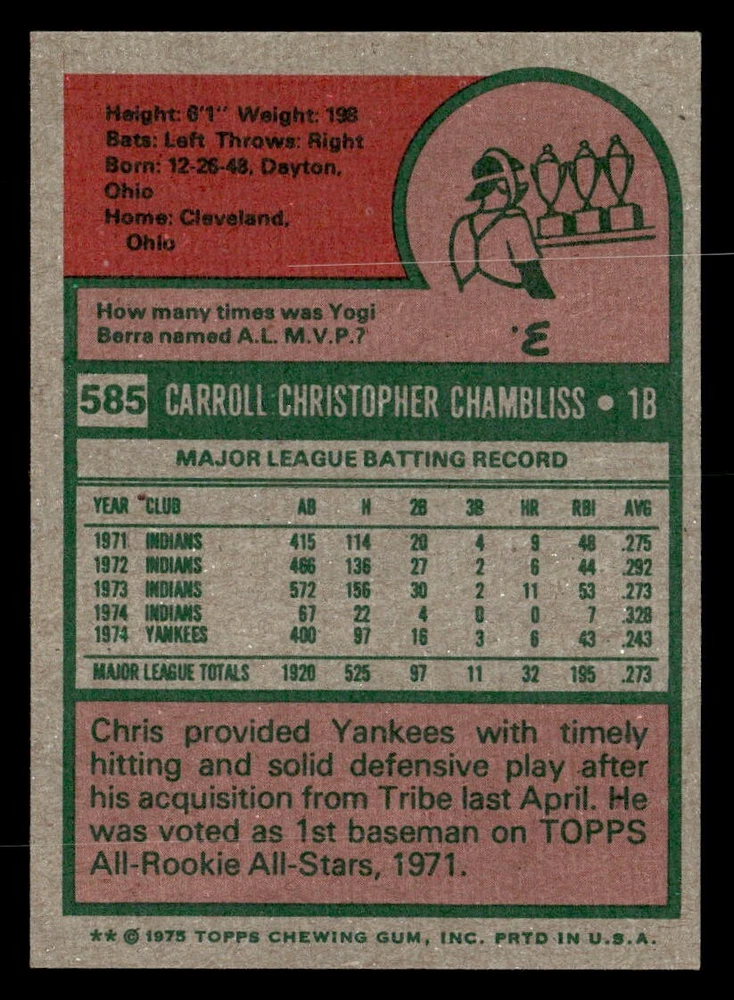 Height: 6'1" Weight: 198
Bats: Left Throws: Right
Born: 12-26-48, Dayton,
Ohio
Home: Cleveland,
Ohio
How many times was Yogi
Berra named A.L. M.V.P.?
3.
585 CARROLL CHRISTOPHER CHAMBLISS • 1B
MAJOR LEAGUE BATTING RECORD
YEAR CLUB AB H 2B 3B HR RBI AVG
1971 INDIANS 415 114 20 4 9 48 .275
1972 INDIANS 466 136 27 2 6 44 .292
1973 INDIANS 572 156 30 2 11 53 .273
1974 INDIANS 67 22 4 0 0 7 .328
1974 YANKEES 400 97 16 3 6 43 .243
MAJOR LEAGUE TOTALS 1920 525 97 11 32 195 .273
Chris provided Yankees with timely
hitting and solid defensive play after
his acquisition from Tribe last April. He
was voted as 1st baseman on TOPPS
All-Rookie All-Stars, 1971.
** © 1975 TOPPS CHEWING GUM, INC. PRTD IN U.S.A.